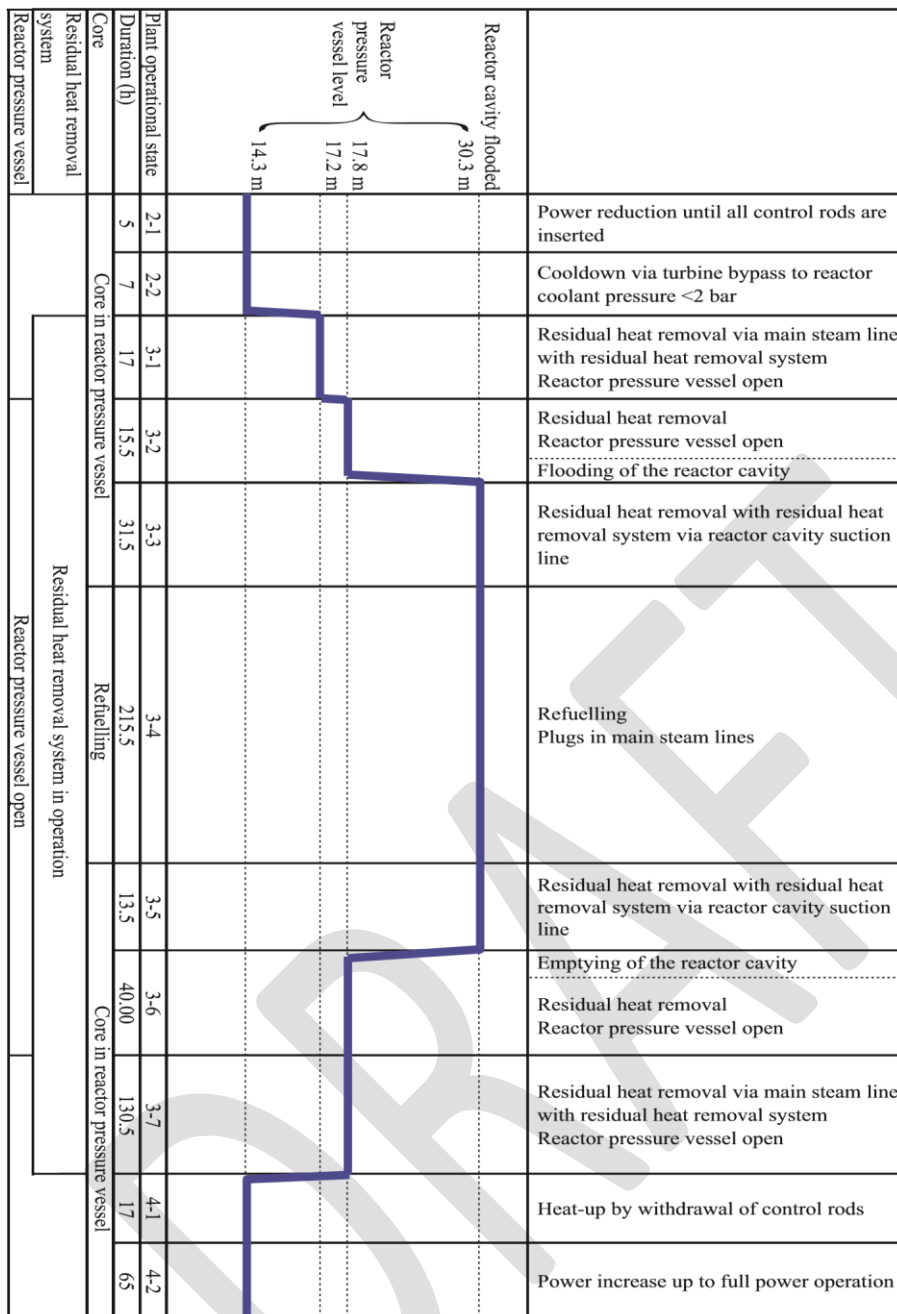 Reactor pressure vessel
Residual heat removal
system
Core
Duration (h)
Plant operational state
Reactor
pressure
vessel level
14.3 m
17.2 m
17.8 m
30.3 m
Reactor cavity flooded
2-1
5
Power reduction until all control rods are
inserted
2-2
7
Cooldown via turbine bypass to reactor
coolant pressure <2 bar
3-1
17
Residual heat removal via main steam line
with residual heat removal system
Reactor pressure vessel open
3-2
15.5
Residual heat removal
Reactor pressure vessel open
Flooding of the reactor cavity
3-3
31.5
Residual heat removal with residual heat
removal system via reactor cavity suction
line
3-4
215.5
Refuelling
Plugs in main steam lines
3-5
13.5
Residual heat removal with residual heat
removal system via reactor cavity suction
line
3-6
40.00
Emptying of the reactor cavity
Residual heat removal
Reactor pressure vessel open
3-7
130.5
Residual heat removal via main steam line
with residual heat removal system
Reactor pressure vessel open
4-1
17
Heat-up by withdrawal of control rods
4-2
65
Power increase up to full power operation
Core in reactor pressure vessel
Refuelling
Core in reactor pressure vessel
Residual heat removal system in operation
Reactor pressure vessel open
DRAFT